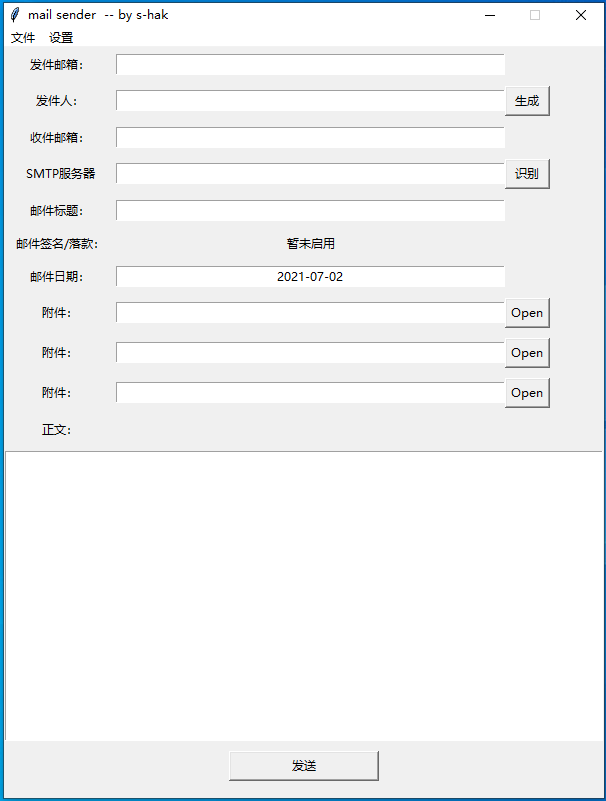 mail sender -- by s-hak
文件 设置
发件邮箱：
发件人： 生成
收件邮箱：
SMTP服务器 识别
邮件标题：
邮件签名/落款： 暂未启用
邮件日期： 2021-07-02
附件： Open
附件： Open
附件： Open
正文：
发送